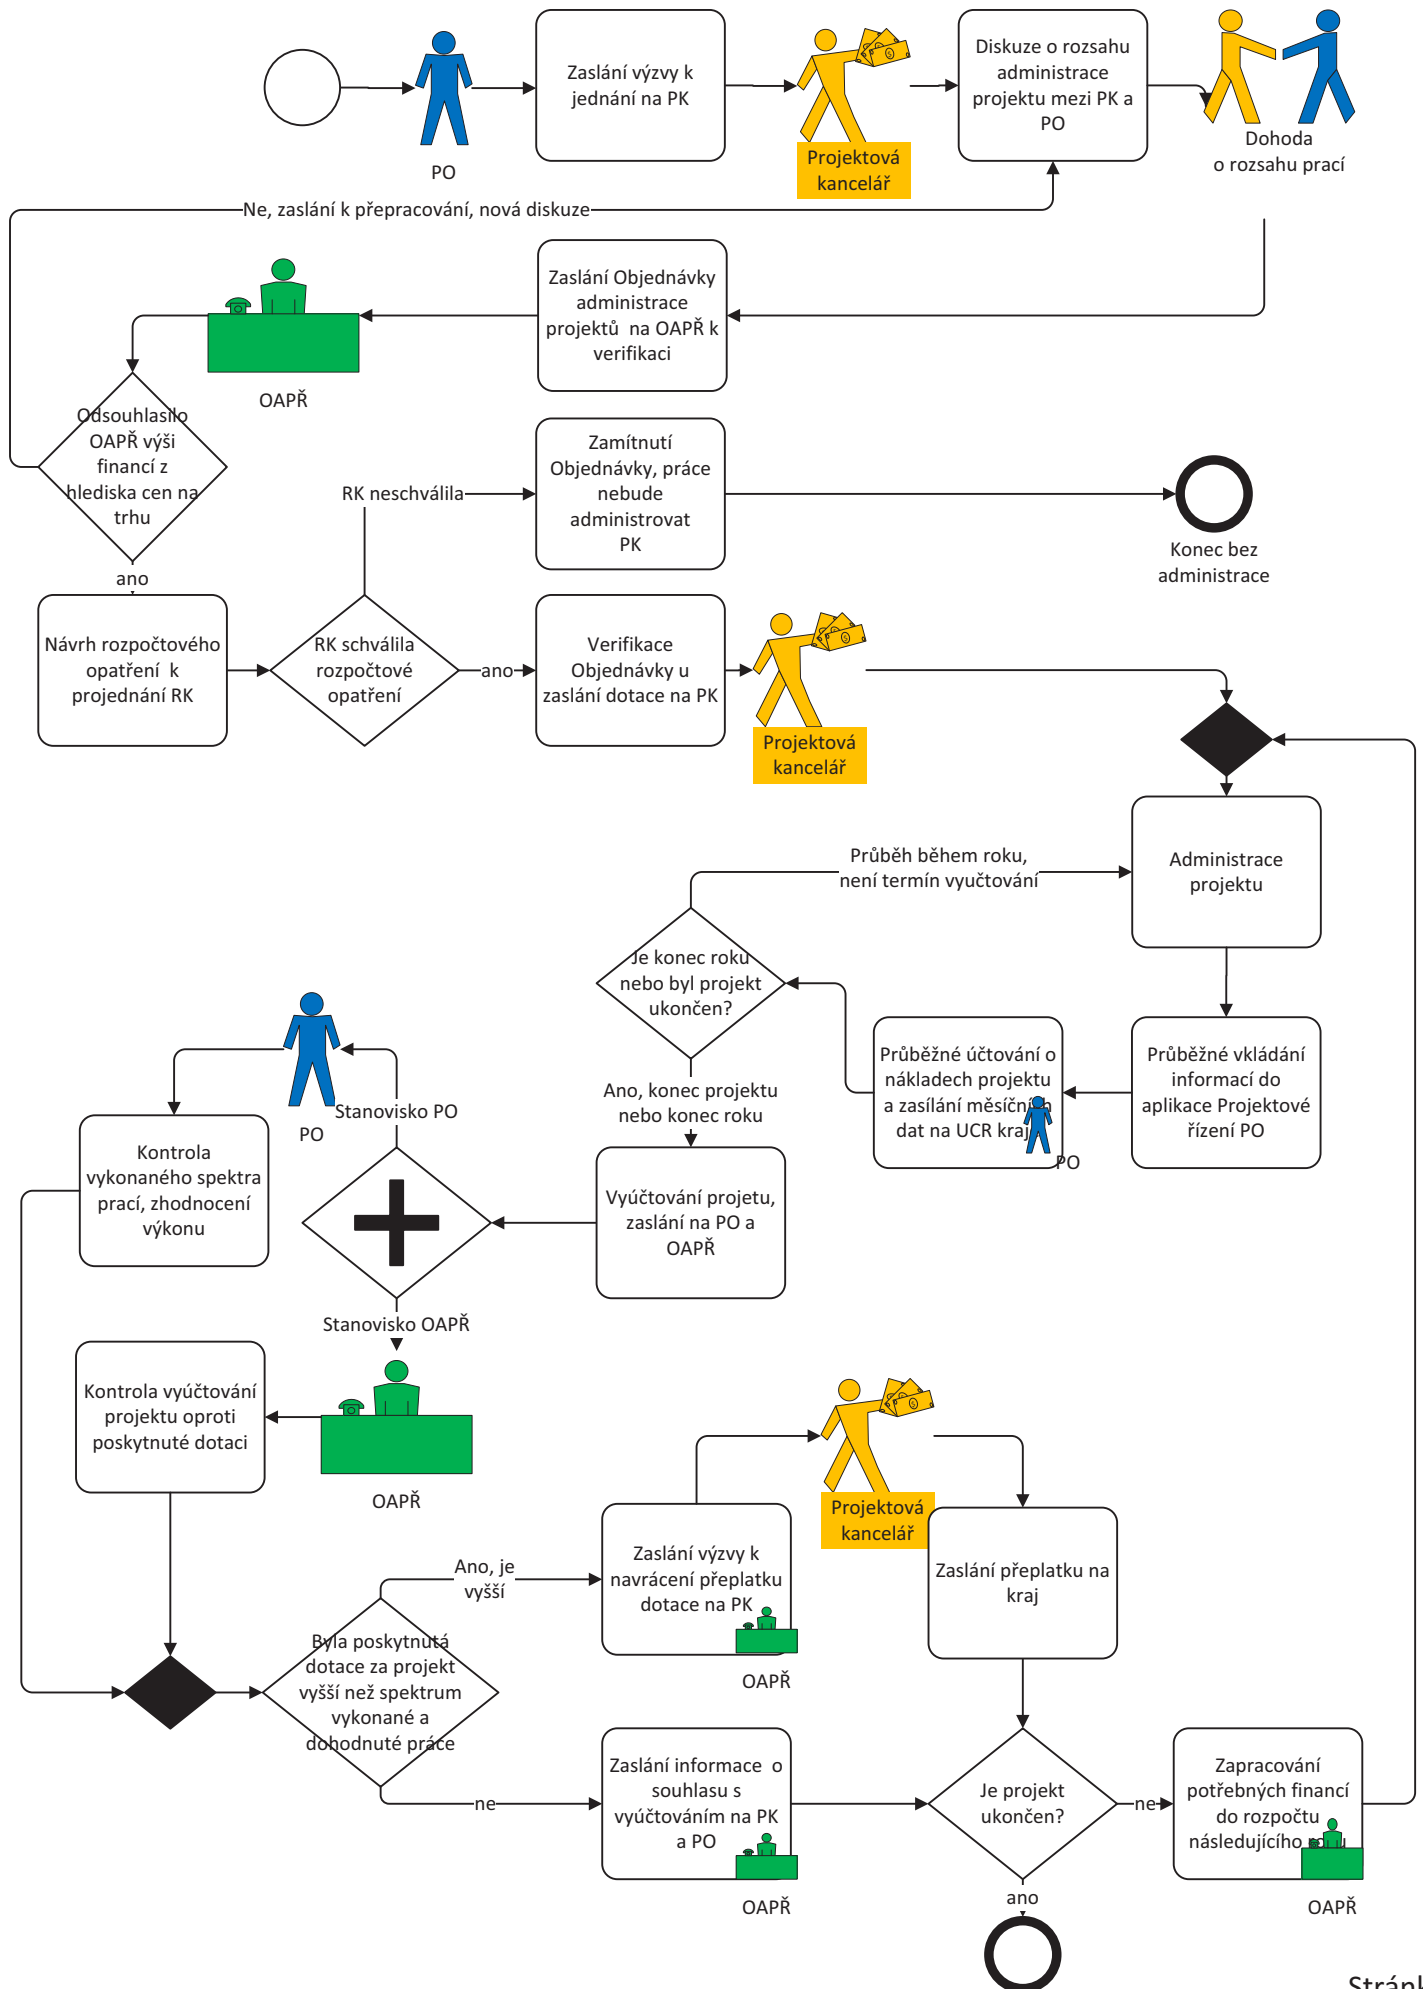 Zaslání výzvy k
jednání na PK
PO
Projektová
kancelář
Diskuze o rozsahu
administrace
projektu mezi PK a
PO
Dohoda
o rozsahu prací
Ne, zaslání k přepracování, nová diskuze
Zaslání Objednávky
administrace
projektů na OAPŘ k
verifikaci
OAPŘ
Odsouhlasilo
OAPŘ výši
financí z
hlediska cen na
trhu
ano
RK neschválila
Zamítnutí
Objednávky, práce
nebude
administrovat
PK
Konec bez
administrace
Návrh rozpočtového
opatření k
projednání RK
RK schválila
rozpočtové
opatření
ano
Verifikace
Objednávky u
zaslání dotace na PK
Projektová
kancelář
Administrace
projektu
Průběh během roku,
není termín vyučtování
Je konec roku
nebo byl projekt
ukončen?
Průběžné účtování o
nákladech projektu
a zasílání měsíčních
dat na UCR kraje
PO
Průběžné vkládání
informací do
aplikace Projektové
řízení PO
Ano, konec projektu
nebo konec roku
Stanovisko PO
PO
Kontrola
vykonaného spektra
prací, zhodnocení
výkonu
Vyúčtování projetu,
zaslání na PO a
OAPŘ
Stanovisko OAPŘ
Kontrola vyúčtování
projektu oproti
poskytnuté dotaci
OAPŘ
Projektová
kancelář
Ano, je
vyšší
Zaslání výzvy k
navrácení přeplatku
dotace na PK
OAPŘ
Zaslání přeplatku na
kraj
Byla poskytnutá
dotace za projekt
vyšší než spektrum
vykonané a
dohodnuté práce
ne
Zaslání informace o
souhlasu s
vyúčtováním na PK
a PO
OAPŘ
Je projekt
ukončen?
ne
Zapracování
potřebných financí
do rozpočtu
následujícího roku
OAPŘ
ano